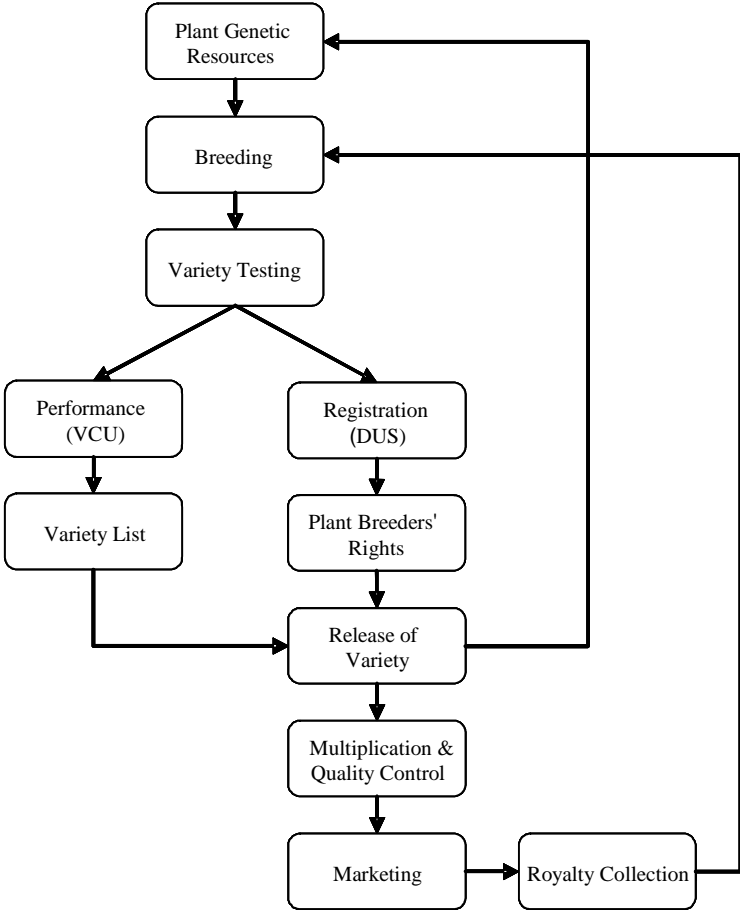 Plant Genetic
Resources
Breeding
Variety Testing
Performance
(VCU)
Registration
(DUS)
Variety List
Plant Breeders'
Rights
Release of
Variety
Multiplication &
Quality Control
Marketing
Royalty Collection